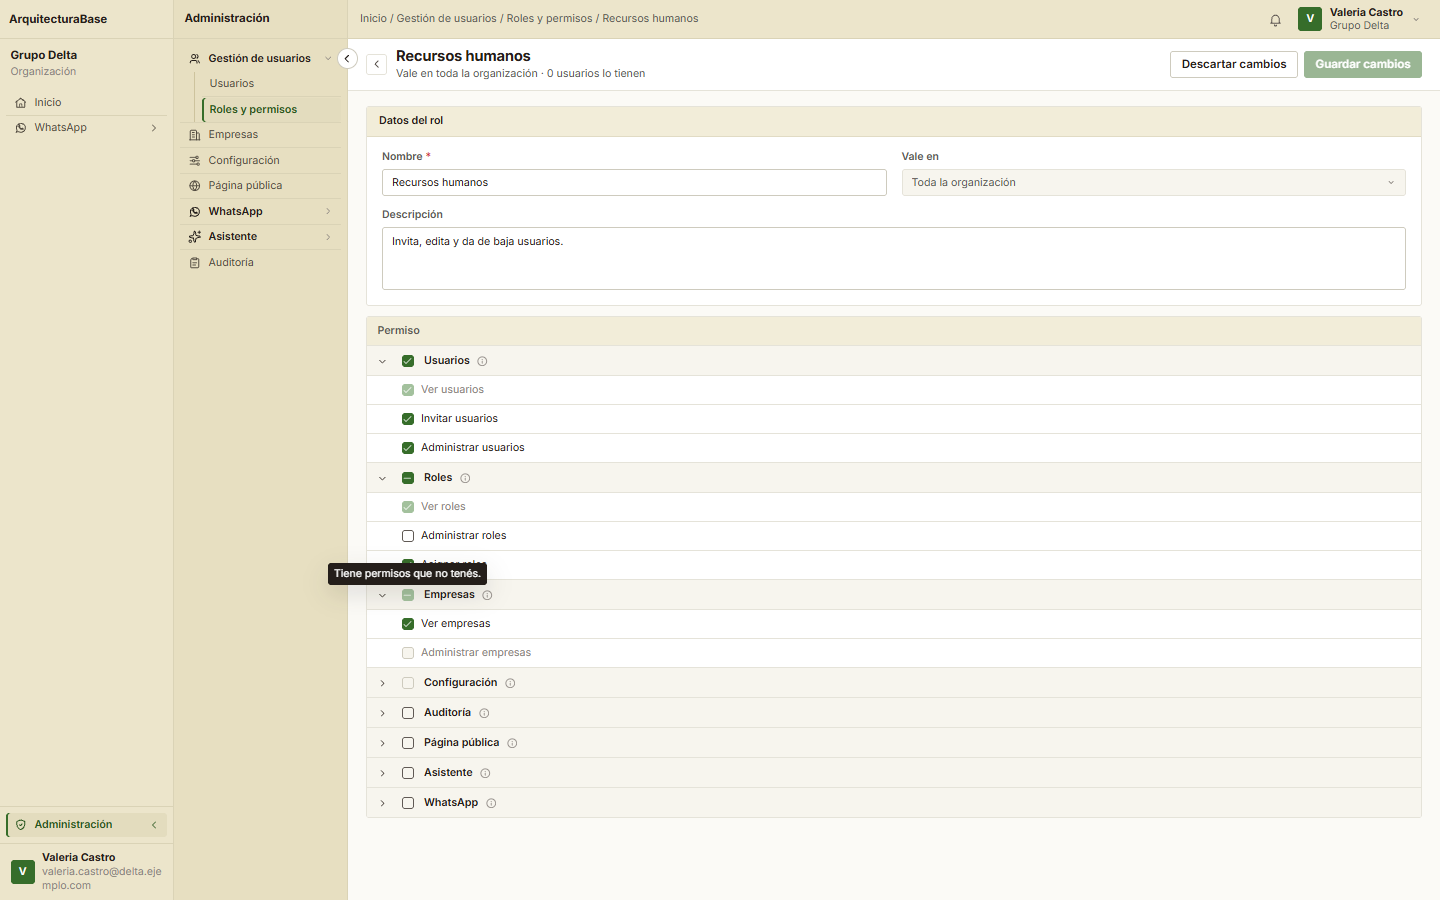 ArquitecturaBase
Grupo Delta
Organización
Inicio
WhatsApp
Administración
Valeria Castro
valeria.castro@delta.eje
mplo.com
Administración
Gestión de usuarios
Usuarios
Roles y permisos
Empresas
Configuración
Página pública
WhatsApp
Asistente
Auditoría
Inicio / Gestión de usuarios / Roles y permisos / Recursos humanos
V
Valeria Castro
Grupo Delta
Recursos humanos
Vale en toda la organización · 0 usuarios lo tienen
Descartar cambios
Guardar cambios
Datos del rol
Nombre *
Vale en
Recursos humanos
Toda la organización
Descripción
Invita, edita y da de baja usuarios.
Permiso
Usuarios
Ver usuarios
Invitar usuarios
Administrar usuarios
Roles
Ver roles
Administrar roles
Tiene permisos que no tenés.
Empresas
Ver empresas
Administrar empresas
Configuración
Auditoría
Página pública
Asistente
WhatsApp
V